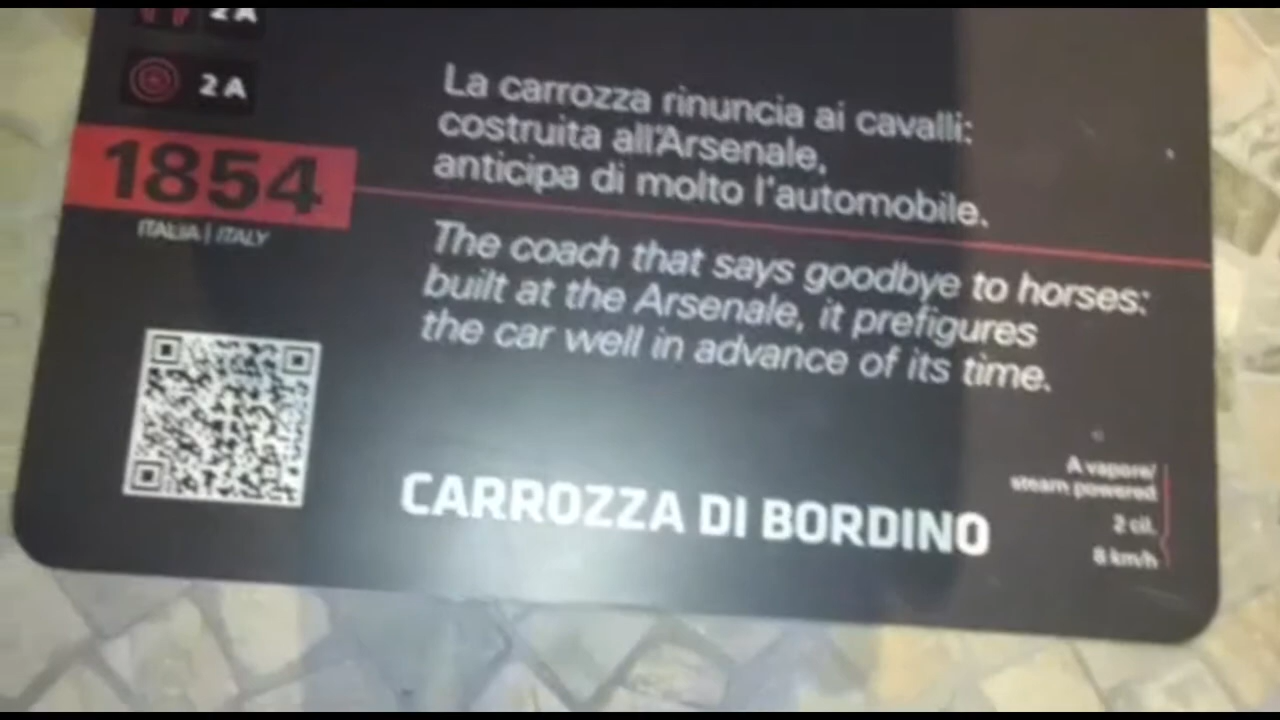 2 A
2 A
La carrozza rinuncia ai cavalli:
costruita all'Arsenale,
anticipa di molto l'automobile.
1854
ITALIA | ITALY
The coach that says goodbye to horses:
built at the Arsenale, it prefigures
the car well in advance of its time.
CARROZZA DI BORDINO
A vapore/
steam powered
2 cil.
8 km/h